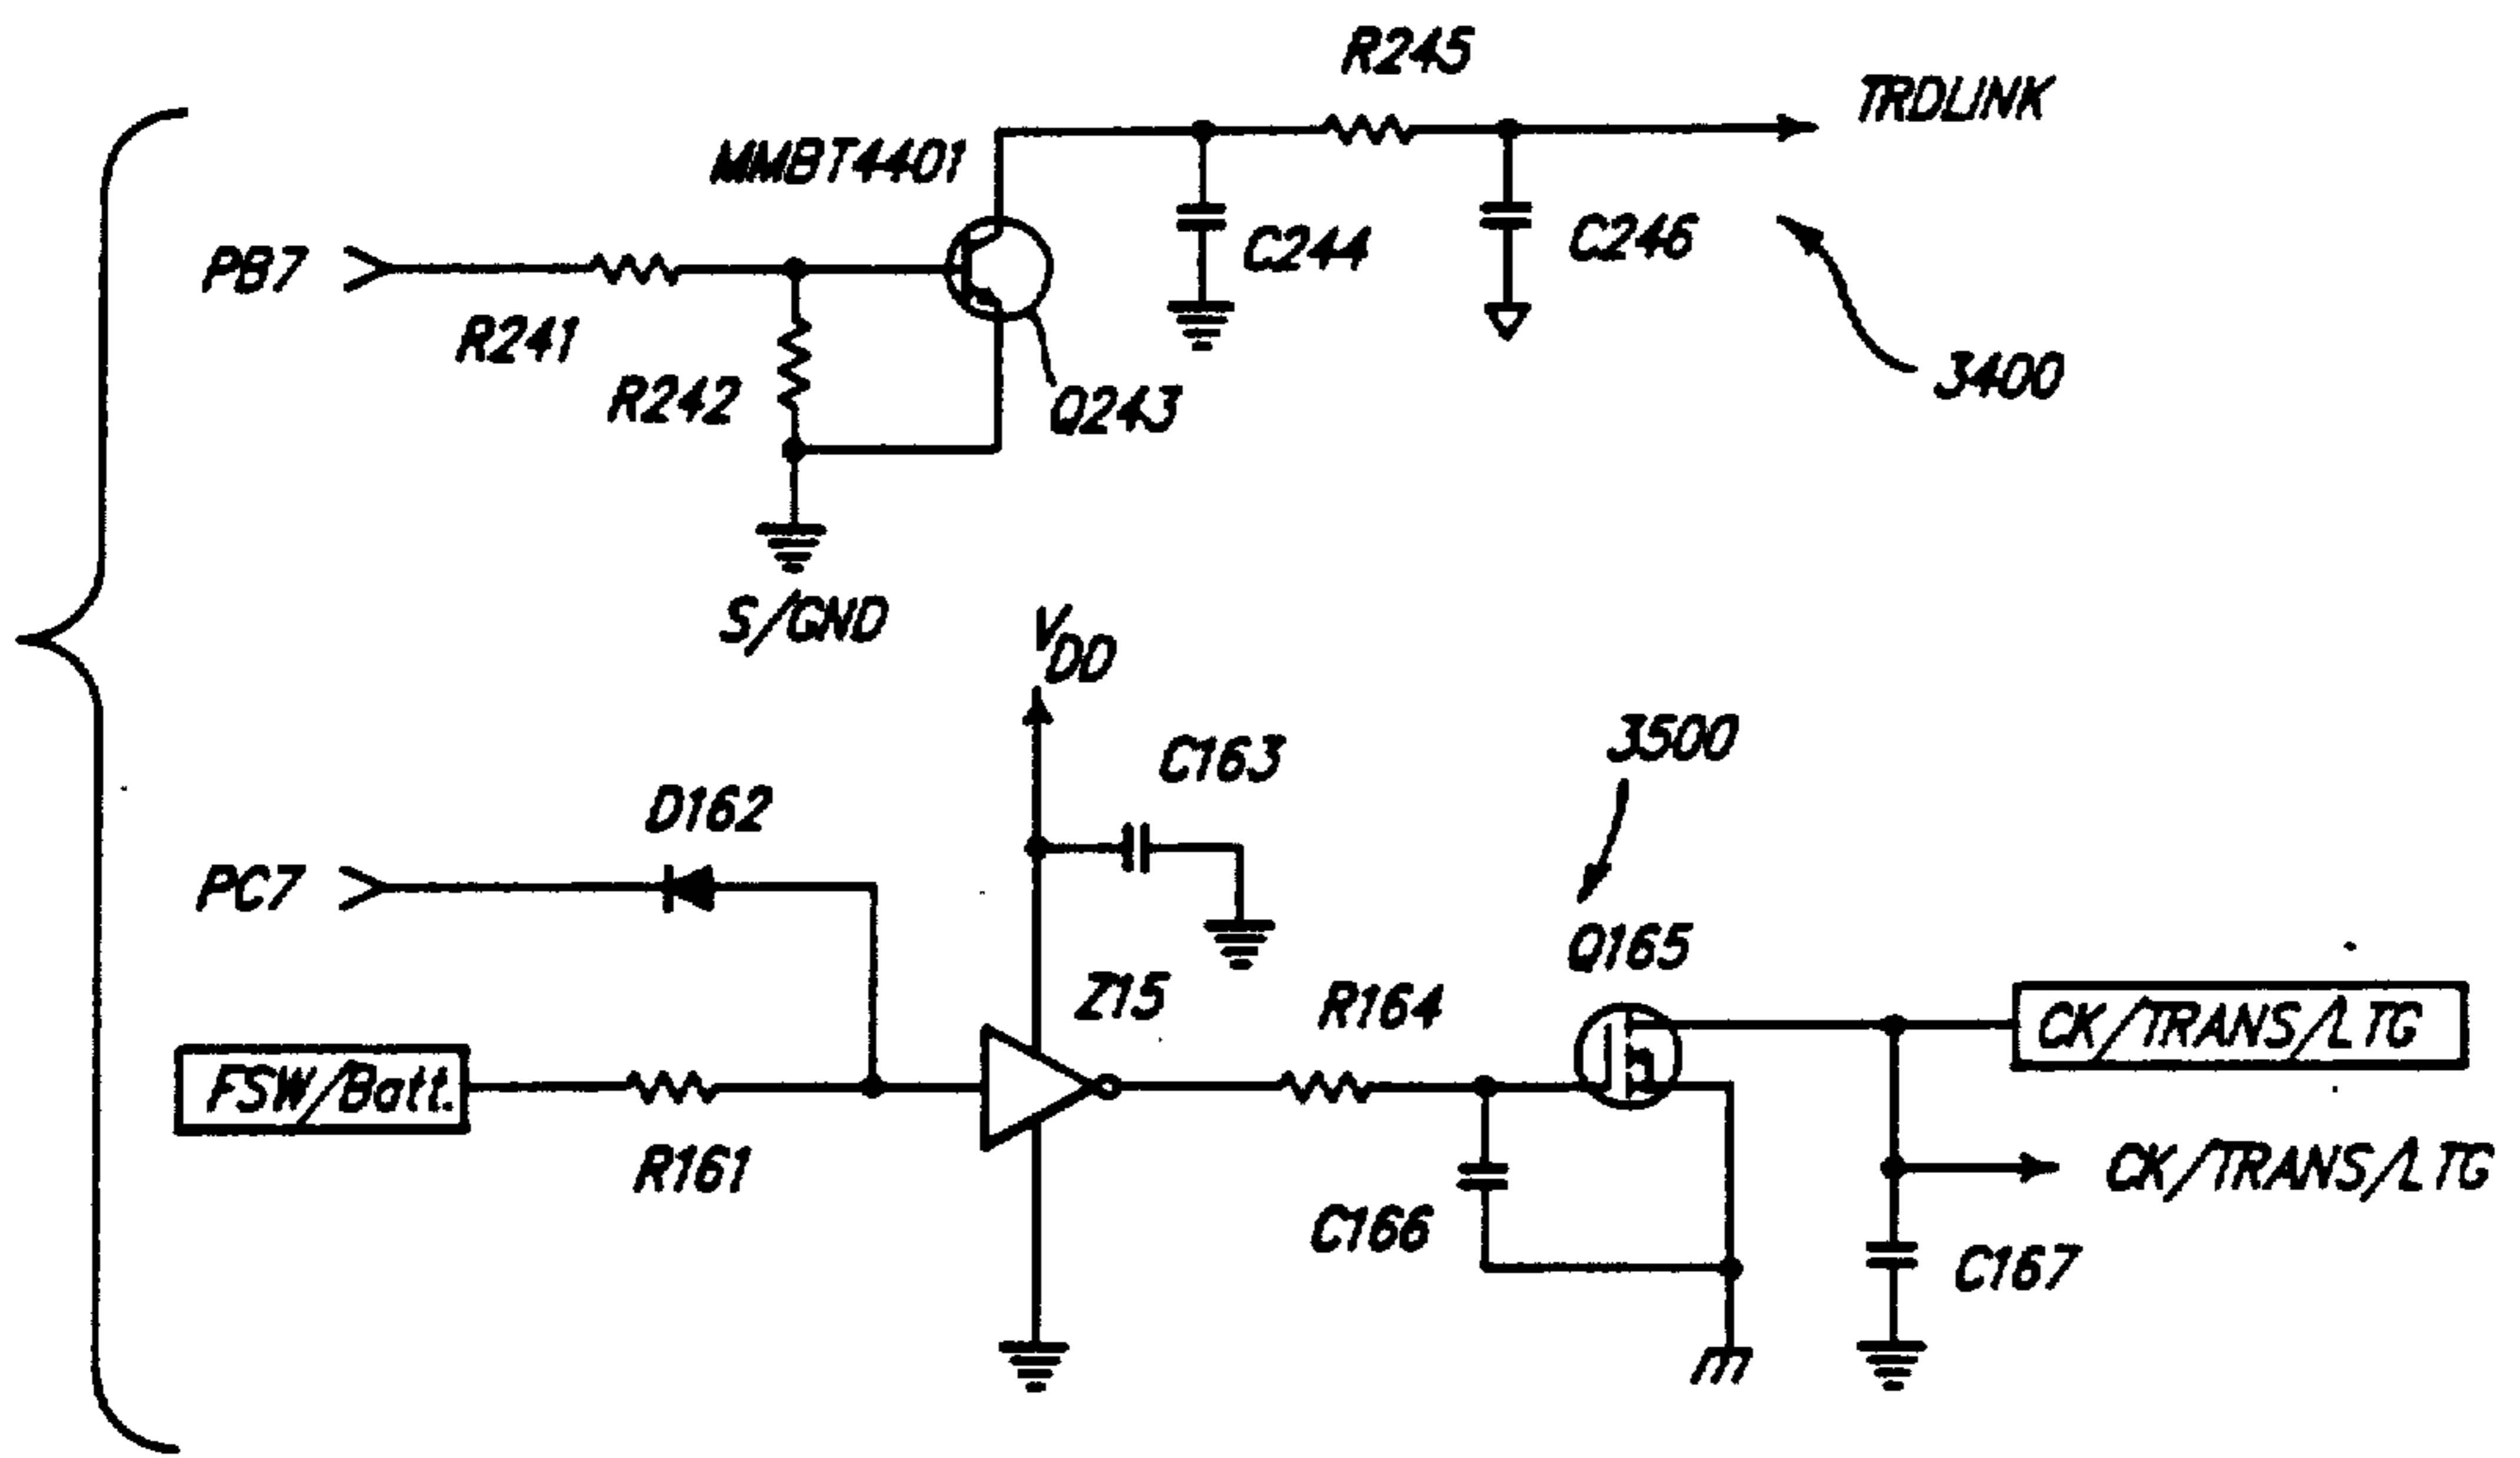 R245
TRDLINK
MMBT4401
PB7
C244
C246
R241
R242
Q243
3400
S/GND
VDD
C163
3500
D162
PC7
Z15
R164
Q165
CK/TRANS/LTG
FSW/Batt.
R161
C166
CK/TRANS/LTG
C167